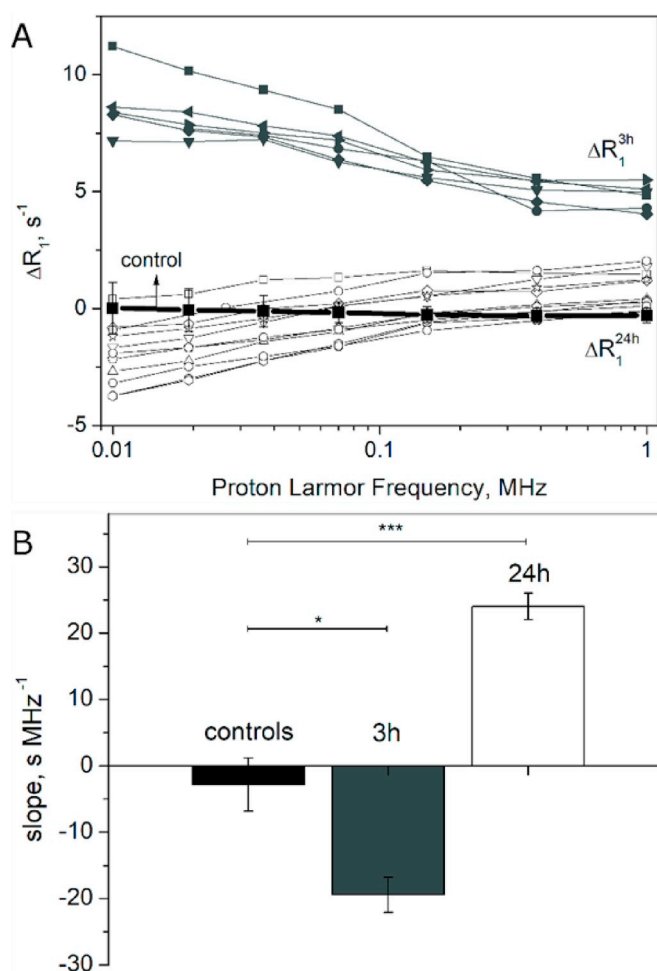 A
10
5
0
-5
ΔR₁, s⁻¹
ΔR₁³ʰ
control
ΔR₁²⁴ʰ
0.01 0.1 1
Proton Larmor Frequency, MHz
B
30
20
10
0
-10
-20
-30
slope, s MHz⁻¹
***
24h
*
controls 3h